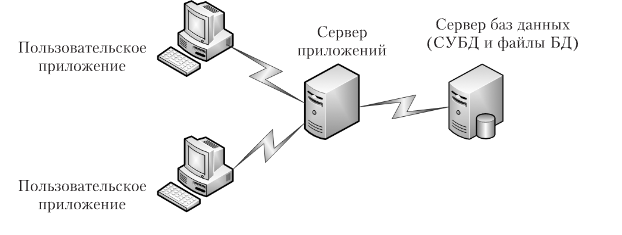 Пользовательское
приложение
Сервер
приложений
Сервер баз данных
(СУБД и файлы БД)
Пользовательское
приложение